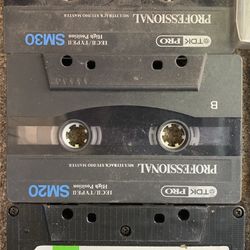 TDK PRO
PROFESSIONAL
MULTITRACK STUDIO MASTER
IEC II/TYPE II
High Position
SM30
B
TDK PRO
PROFESSIONAL
MULTITRACK STUDIO MASTER
IEC II/TYPE II
High Position
SM20